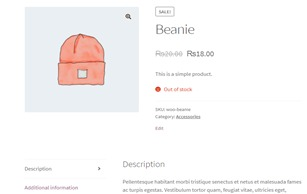 SALE!
Beanie
₨20.00 ₨18.00
This is a simple product.
Out of stock
SKU: woo-beanie
Category: Accessories
Edit
Description
Additional information
Description
Pellentesque habitant morbi tristique senectus et netus et malesuada fames
ac turpis egestas. Vestibulum tortor quam, feugiat vitae, ultricies eget,